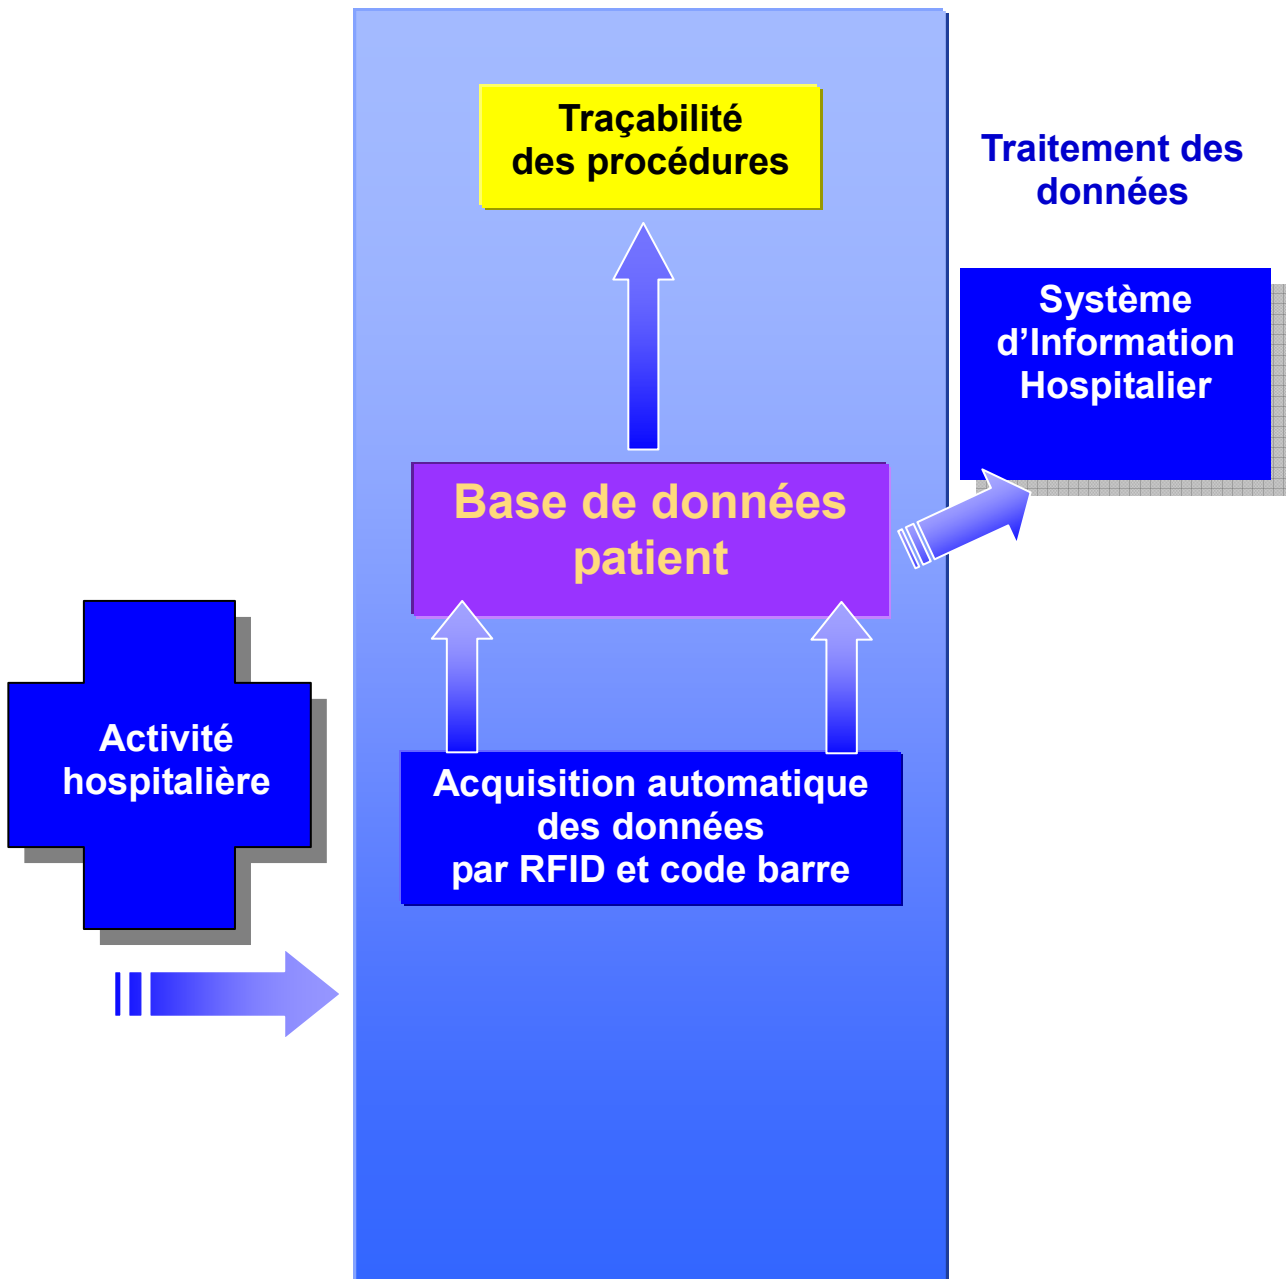 Traçabilité
des procédures
Traitement des
données
Système
d’Information
Hospitalier
Base de données
patient
Activité
hospitalière
Acquisition automatique
des données
par RFID et code barre